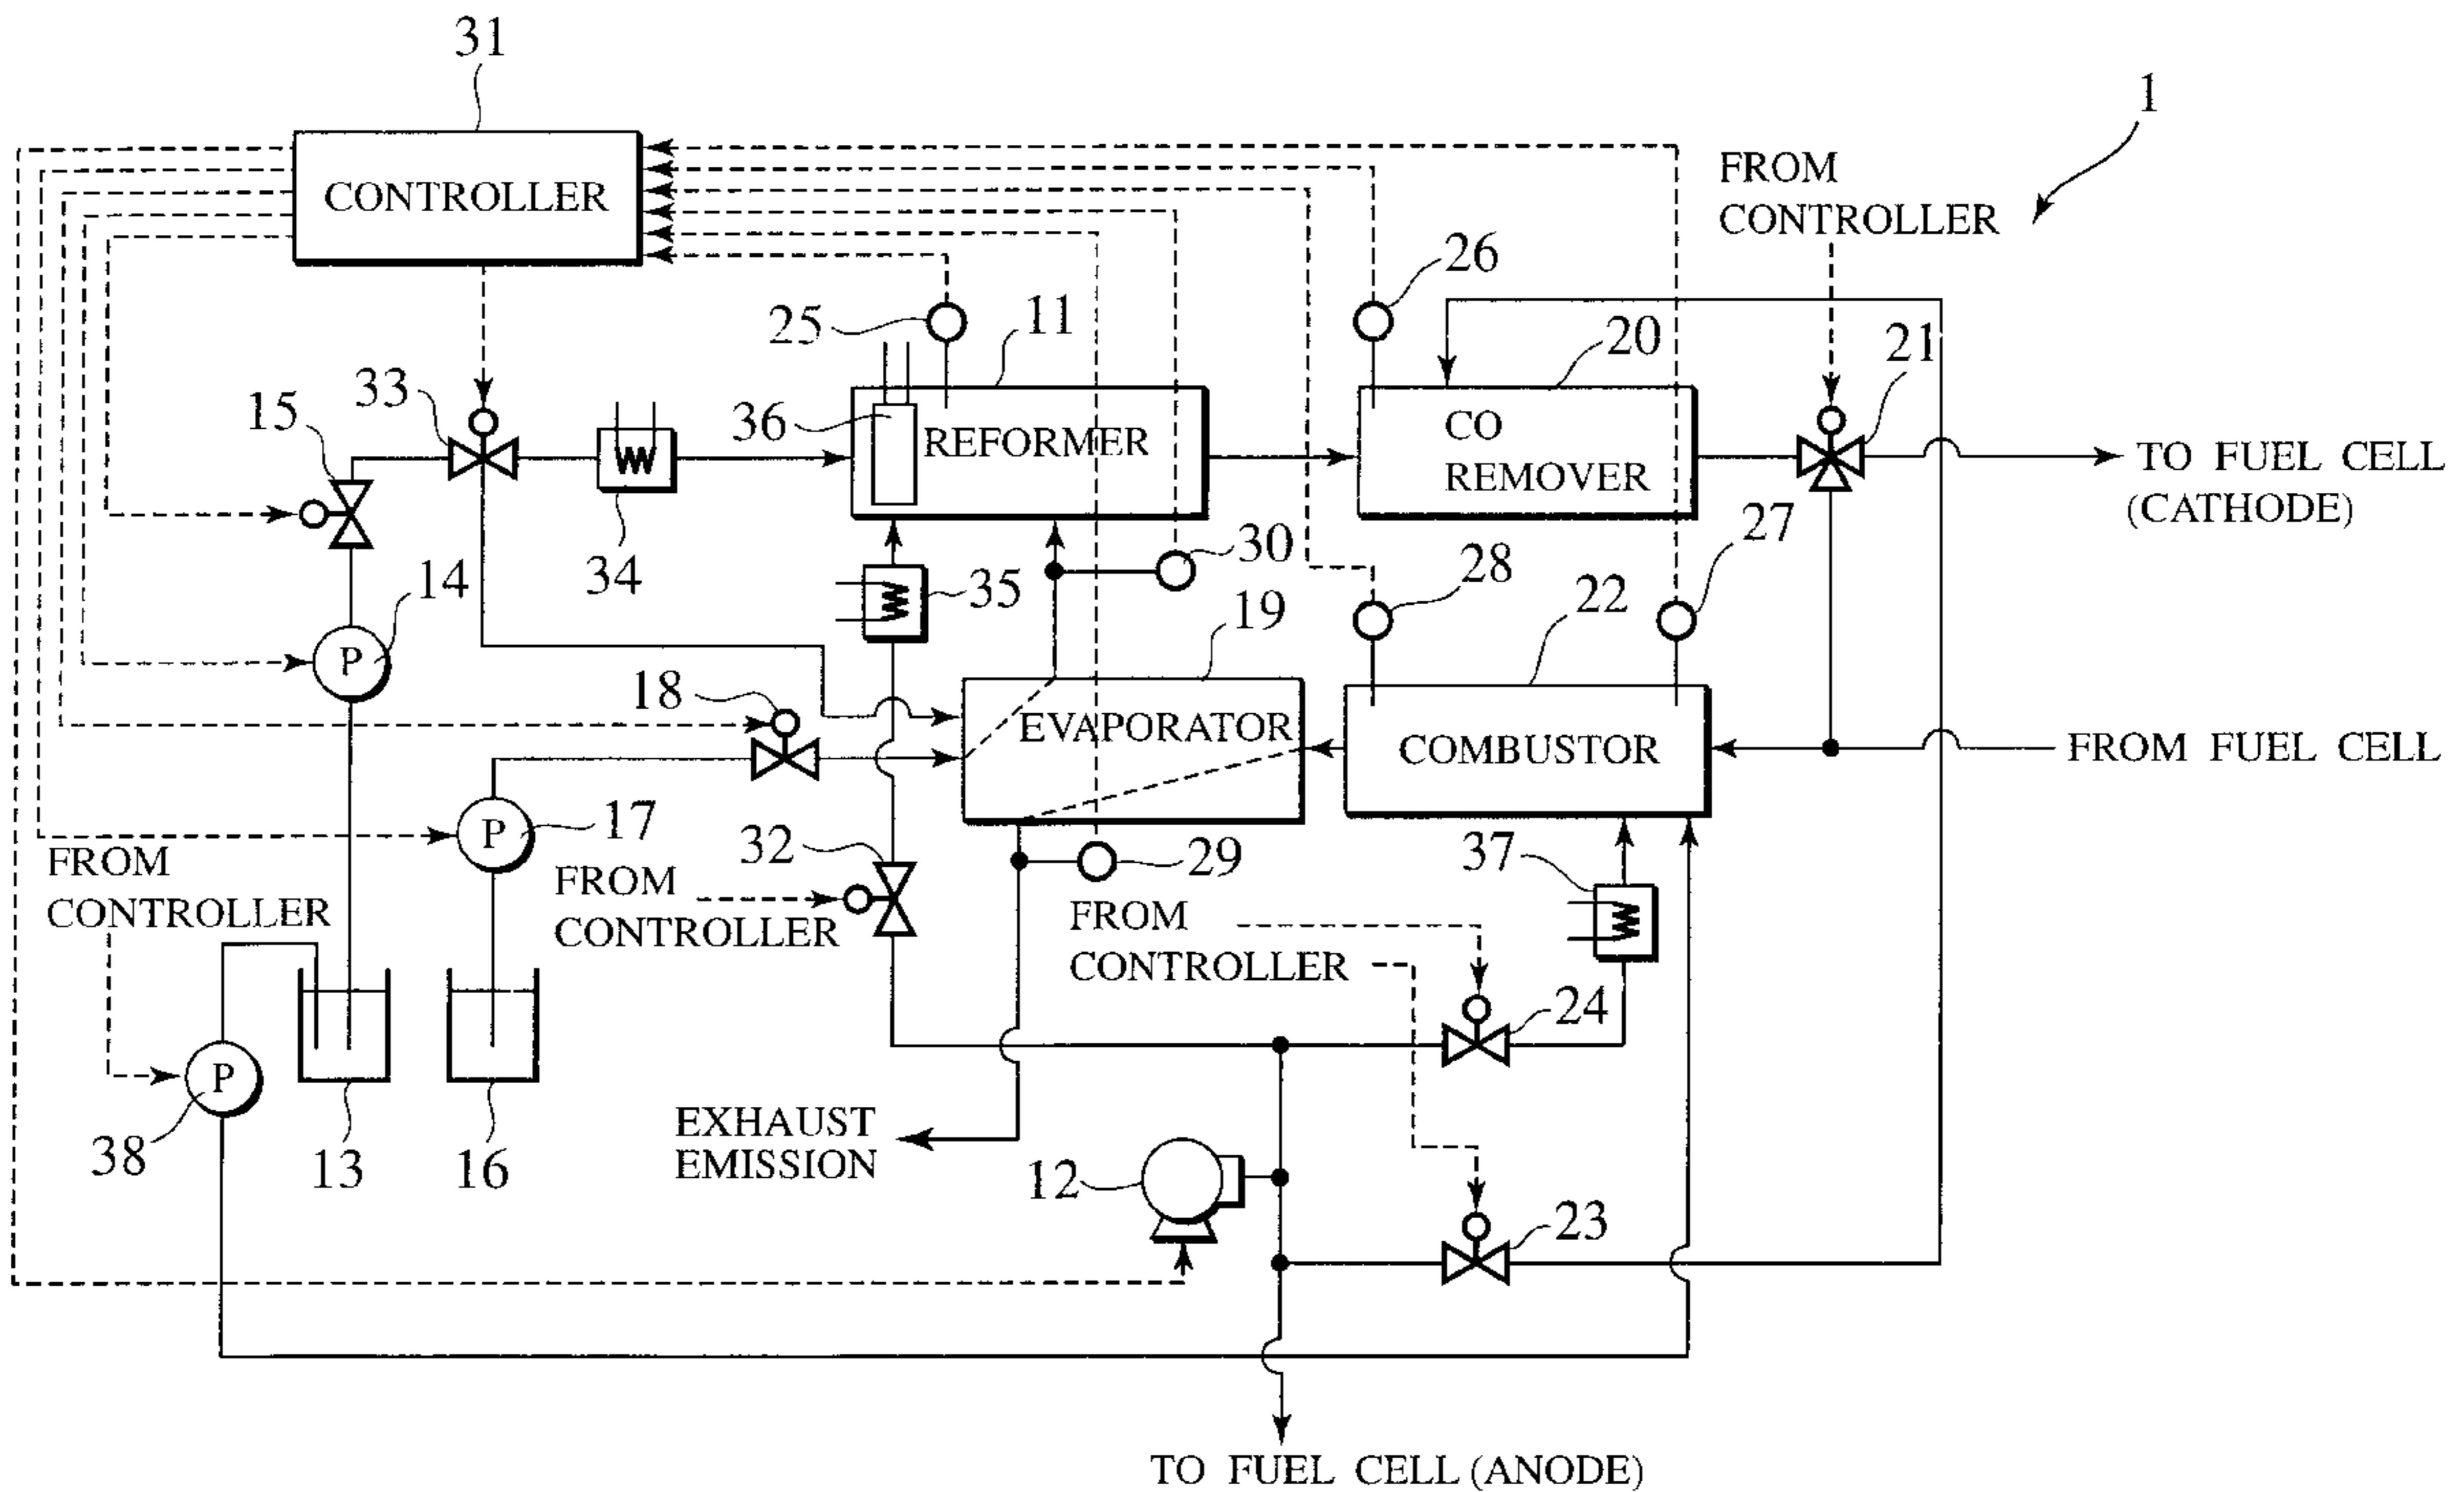 31
1
CONTROLLER
FROM
CONTROLLER
26
25
11
20
21
33
15
36
REFORMER
CO
REMOVER
TO FUEL CELL
(CATHODE)
34
14
P
35
30
28
27
19
22
18
EVAPORATOR
COMBUSTOR
FROM FUEL CELL
P
17
32
29
37
FROM
CONTROLLER
FROM
CONTROLLER
FROM
CONTROLLER
24
P
38
13
16
EXHAUST
EMISSION
12
23
TO FUEL CELL (ANODE)